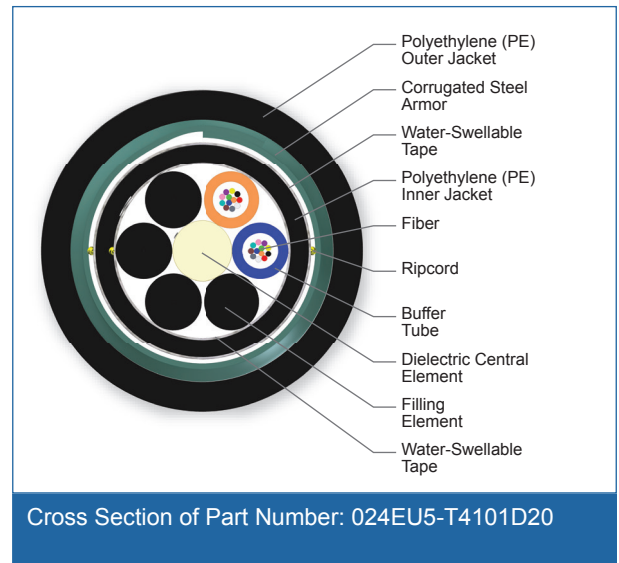 Polyethylene (PE)
Outer Jacket
Corrugated Steel
Armor
Water-Swellable
Tape
Polyethylene (PE)
Inner Jacket
Fiber
Ripcord
Buffer
Tube
Dielectric Central
Element
Filling
Element
Water-Swellable
Tape
Cross Section of Part Number: 024EU5-T4101D20